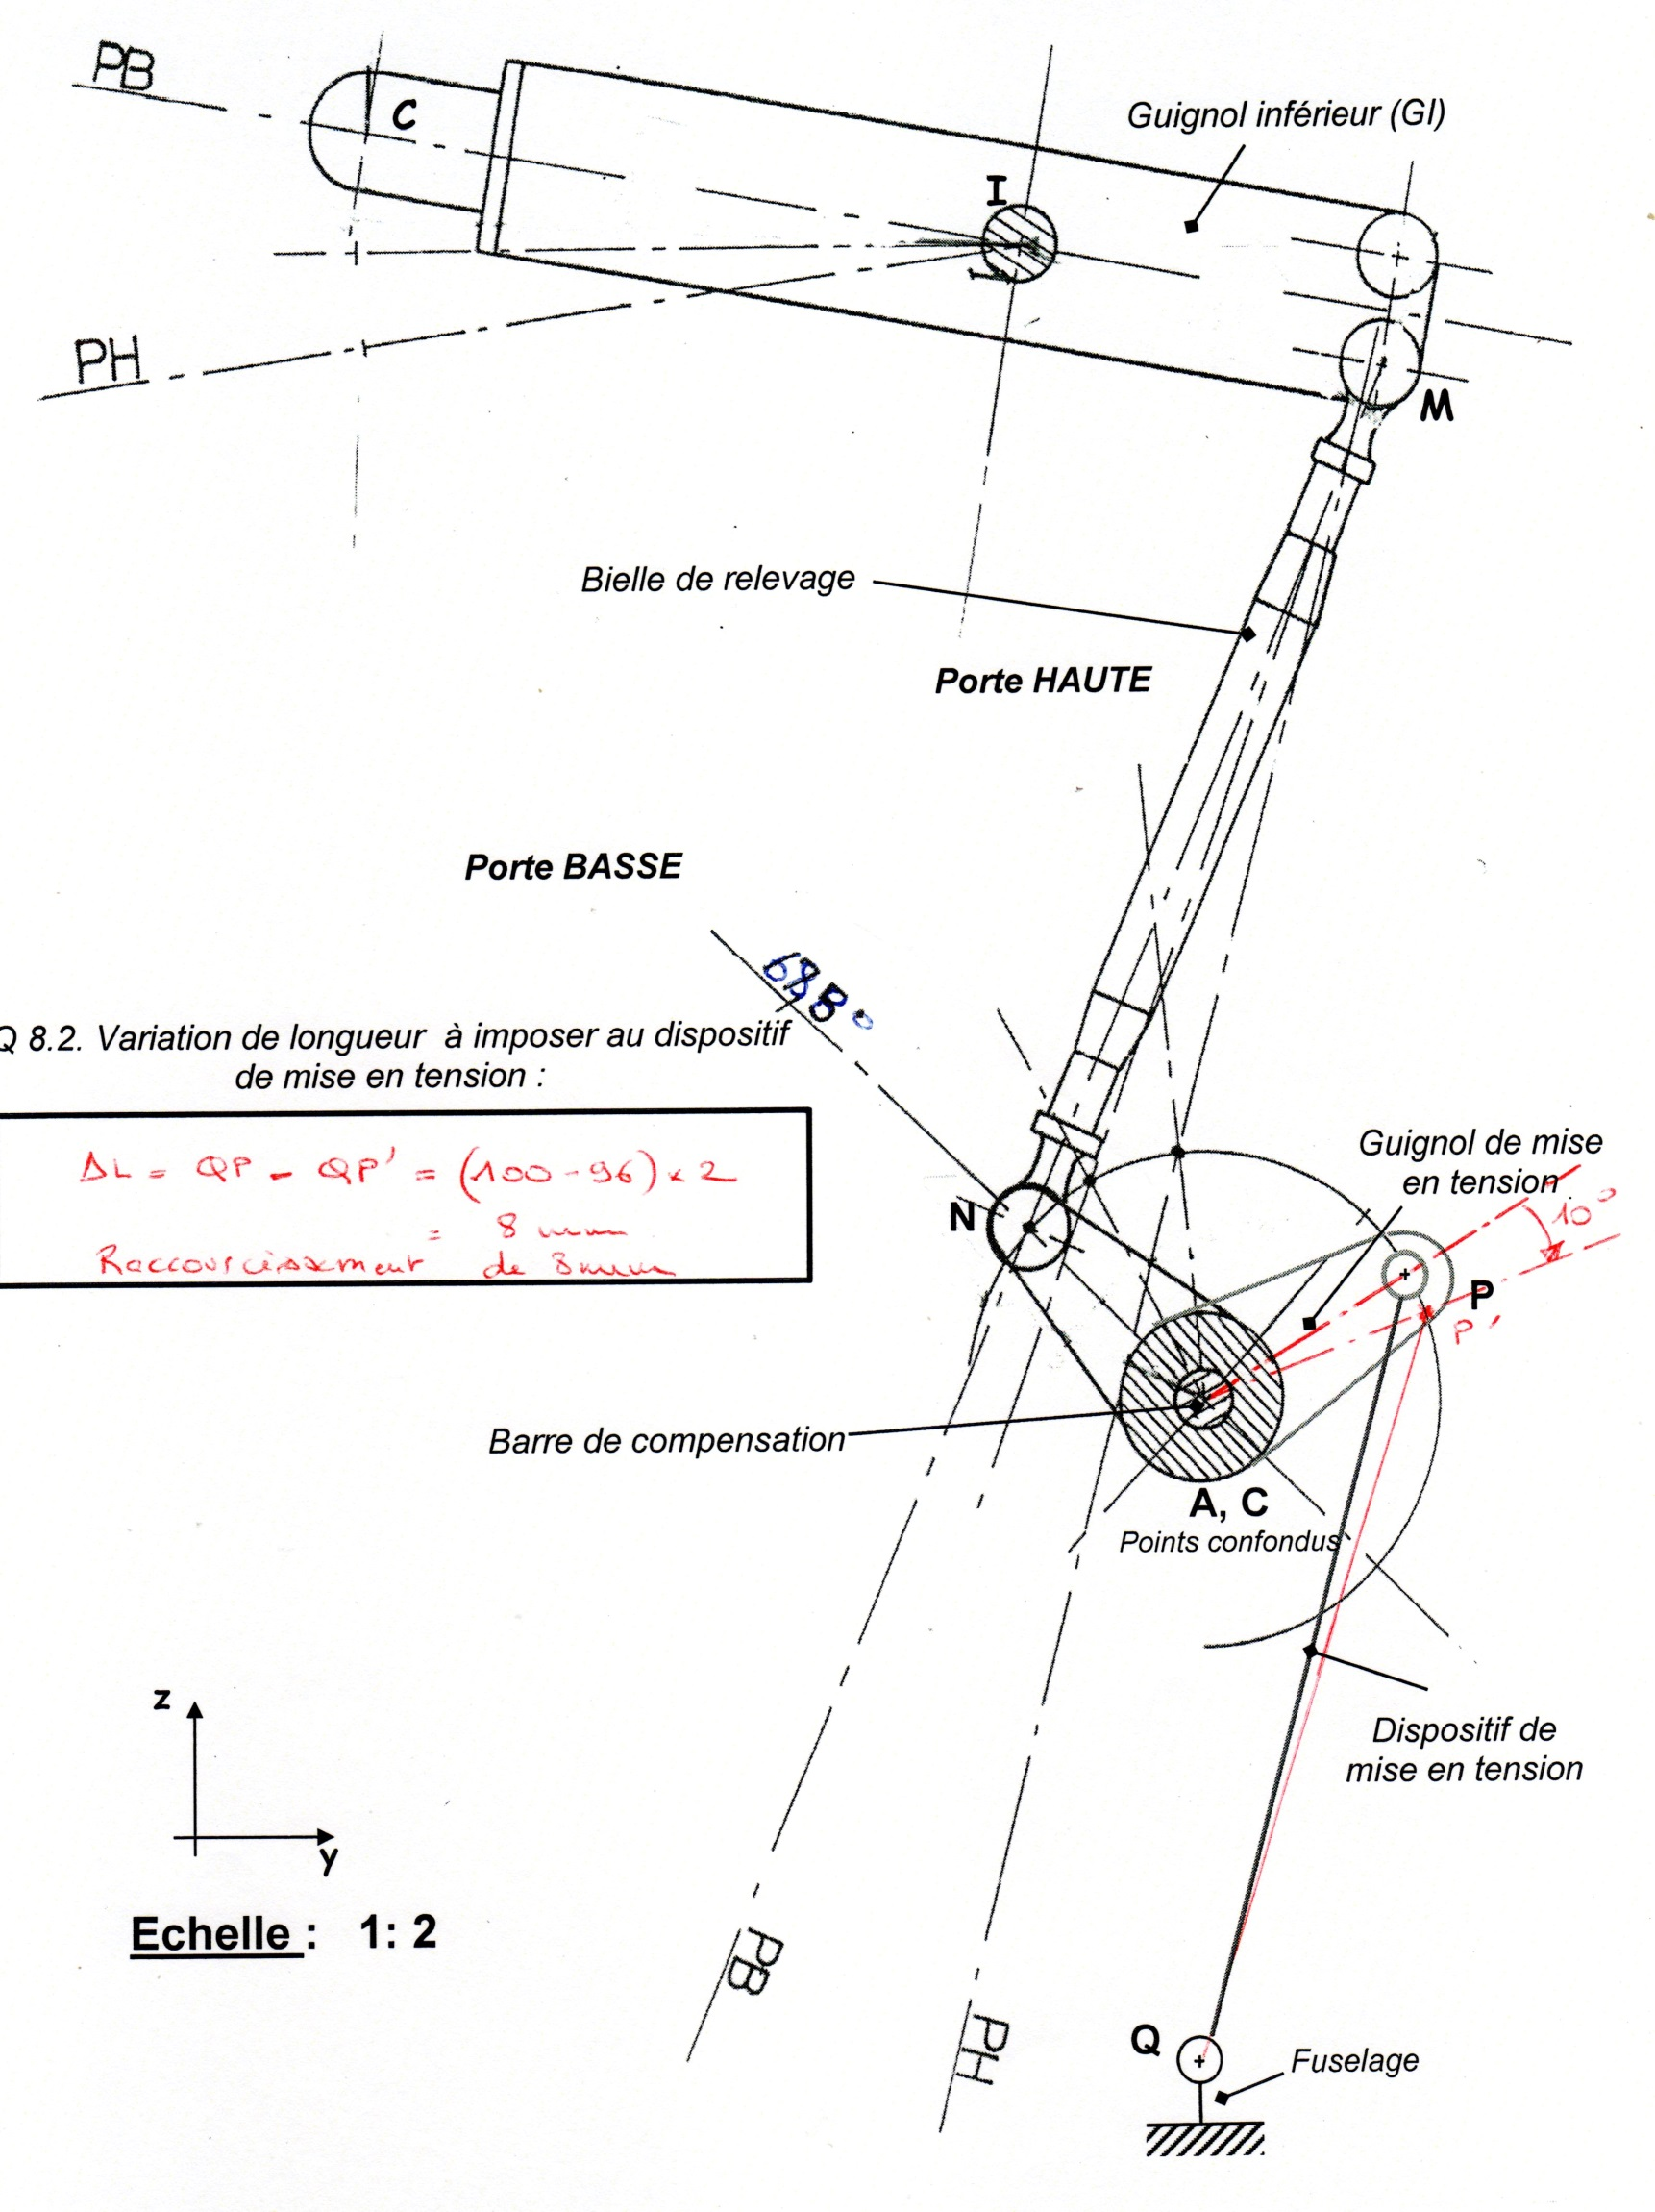 PB
C
Guignol inférieur (GI)
I
PH
M
Bielle de relevage
Porte HAUTE
Porte BASSE
Q 8.2. Variation de longueur à imposer au dispositif
de mise en tension :
ΔL = QP - QP' = (100-96) x 2
= 8 mm
Raccourcissement de 8mm
Guignol de mise
en tension
10°
N
P
P'
Barre de compensation
A, C
Points confondus
z
y
Dispositif de
mise en tension
Echelle : 1: 2
PB
PH
Q
Fuselage